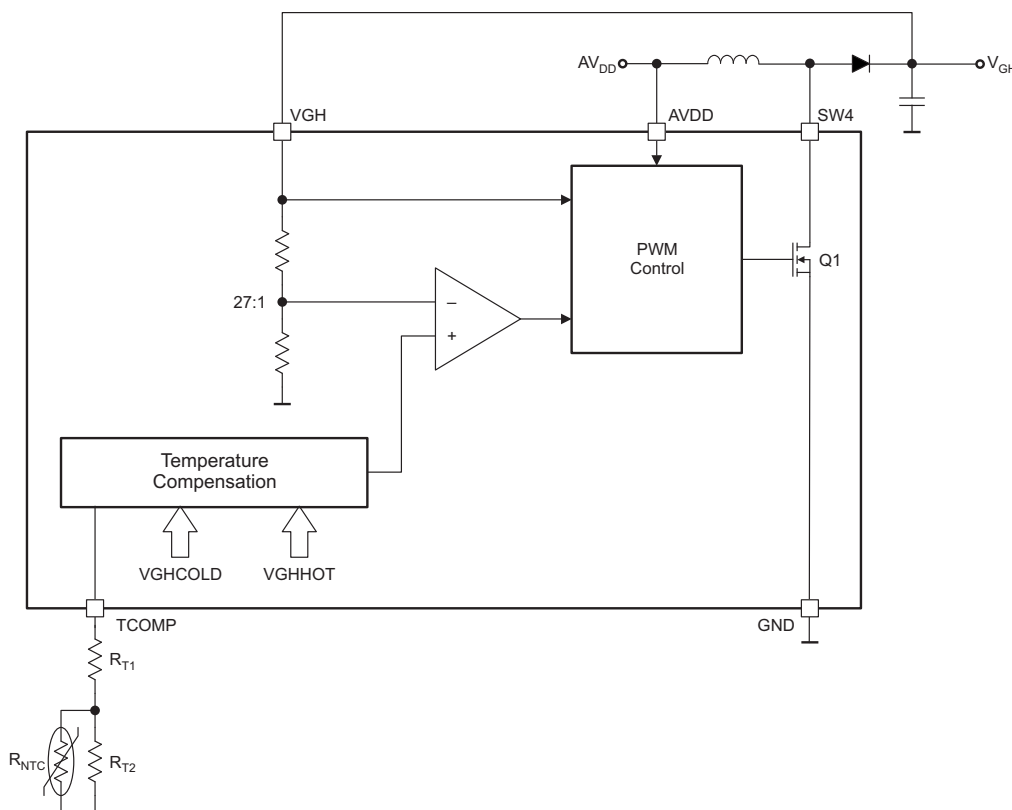 AVDD
VGH
VGH
AVDD
SW4
PWM
Control
Q1
27:1
–
+
Temperature
Compensation
VGHCOLD
VGHHOT
TCOMP
GND
RT1
RNTC
RT2